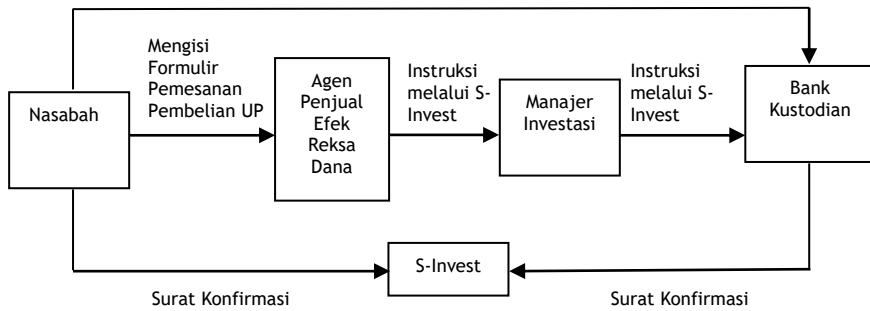 Mengisi
Formulir
Pemesanan
Pembelian UP
Nasabah
Agen
Penjual
Efek
Reksa
Dana
Instruksi
melalui S-
Invest
Manajer
Investasi
Instruksi
melalui S-
Invest
Bank
Kustodian
S-Invest
Surat Konfirmasi
Surat Konfirmasi